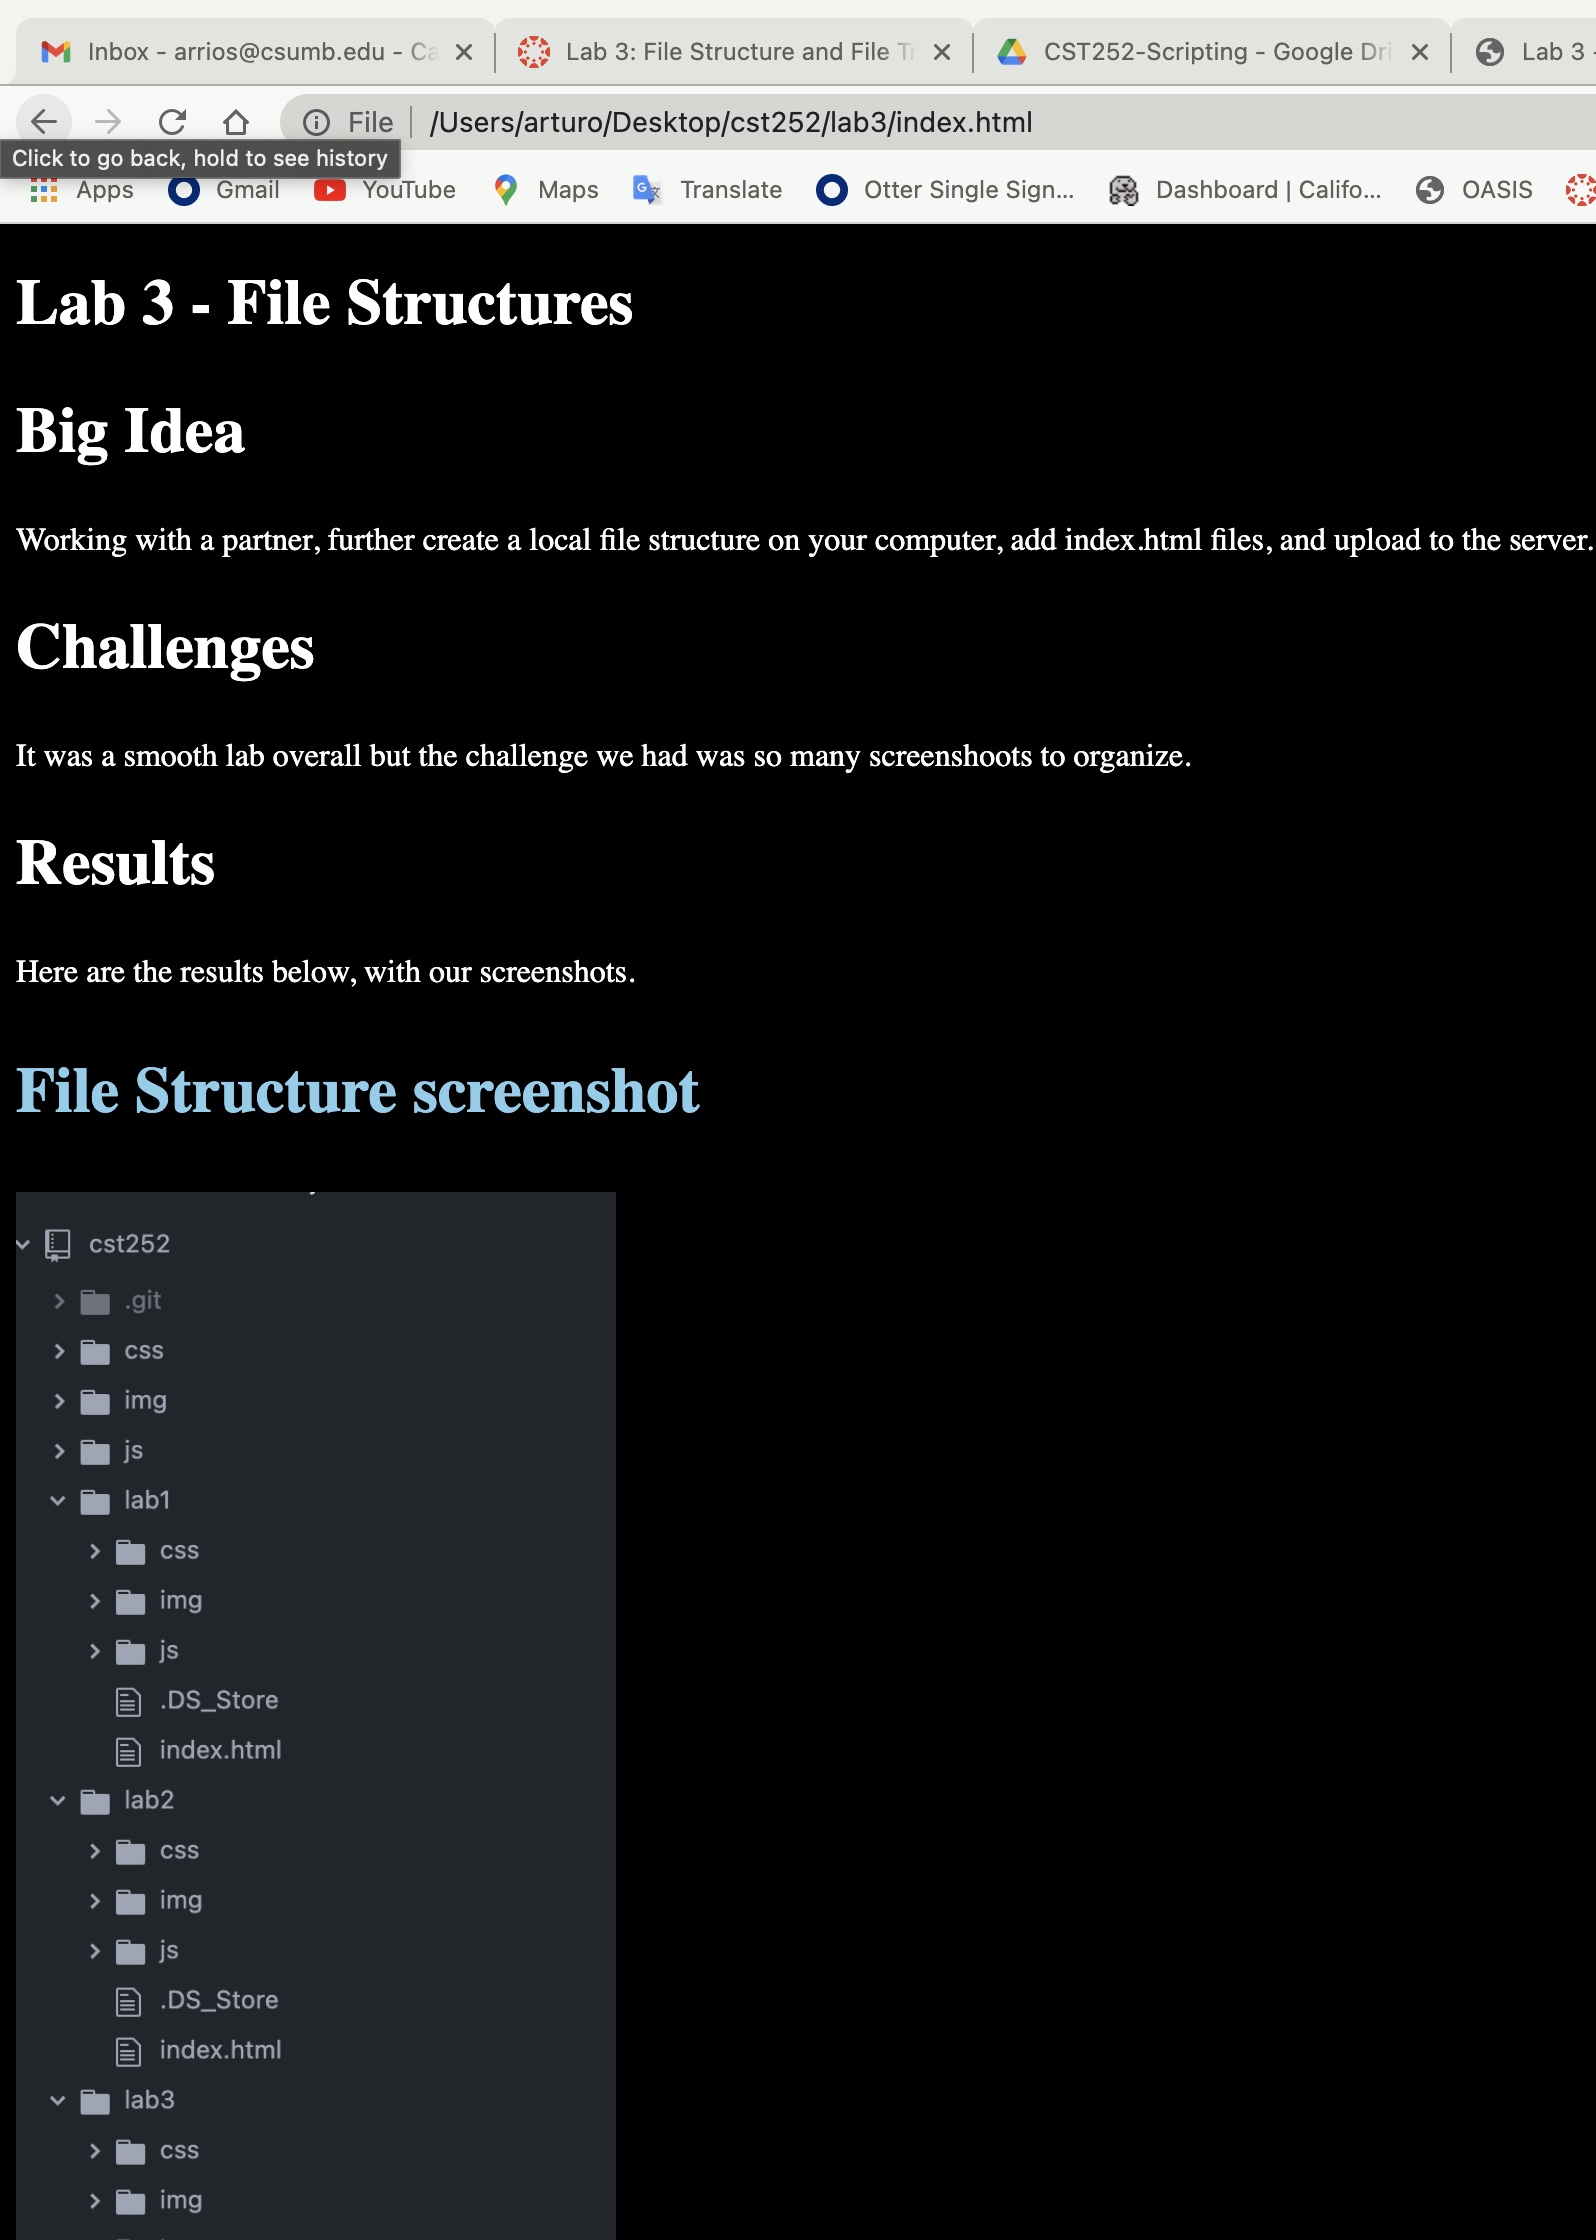 Inbox - arrios@csumb.edu - Ca
Lab 3: File Structure and File Tr
CST252-Scripting - Google Dri
Lab 3 -
File
/Users/arturo/Desktop/cst252/lab3/index.html
Click to go back, hold to see history
Apps
Gmail
YouTube
Maps
Translate
Otter Single Sign...
Dashboard | Califo...
OASIS
Lab 3 - File Structures
Big Idea
Working with a partner, further create a local file structure on your computer, add index.html files, and upload to the server.
Challenges
It was a smooth lab overall but the challenge we had was so many screenshoots to organize.
Results
Here are the results below, with our screenshots.
File Structure screenshot
cst252
.git
css
img
js
lab1
css
img
js
.DS_Store
index.html
lab2
css
img
js
.DS_Store
index.html
lab3
css
img